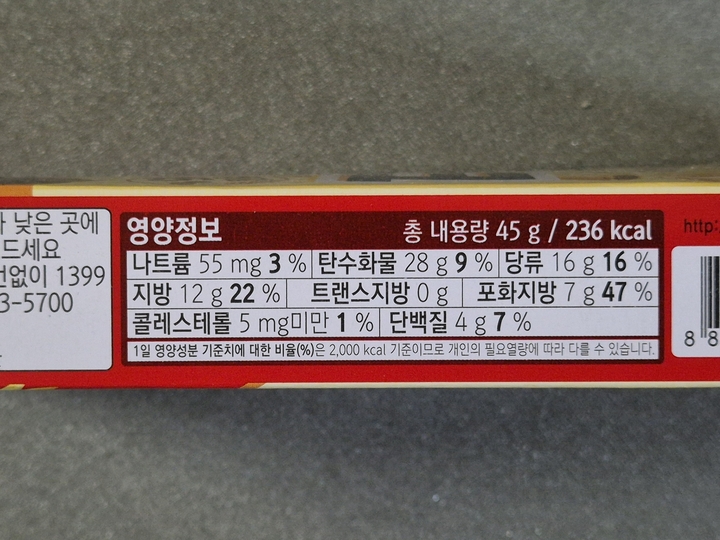 낮은 곳에
드세요
1399
3-5700
영양정보 총 내용량 45 g / 236 kcal
나트륨 55 mg 3 % 탄수화물 28 g 9 % 당류 16 g 16 %
지방 12 g 22 % 트랜스지방 0 g 포화지방 7 g 47 %
콜레스테롤 5 mg미만 1 % 단백질 4 g 7 %
1일 영양성분 기준치에 대한 비율(%)은 2,000 kcal 기준이므로 개인의 필요열량에 따라 다를 수 있습니다.
http:
8 8